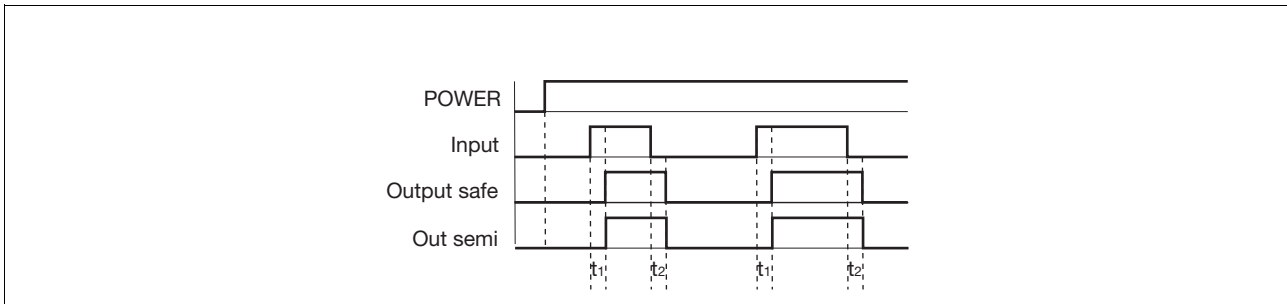 POWER
Input
Output safe
Out semi
t1 t2 t1 t2